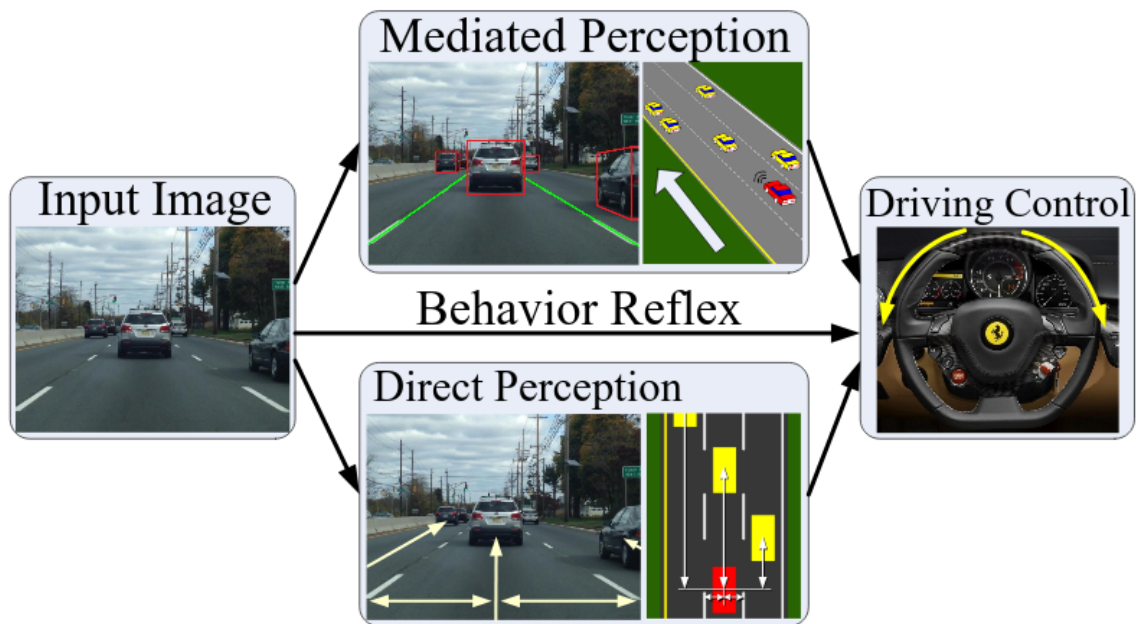 Mediated Perception
Input Image
Driving Control
Behavior Reflex
Direct Perception